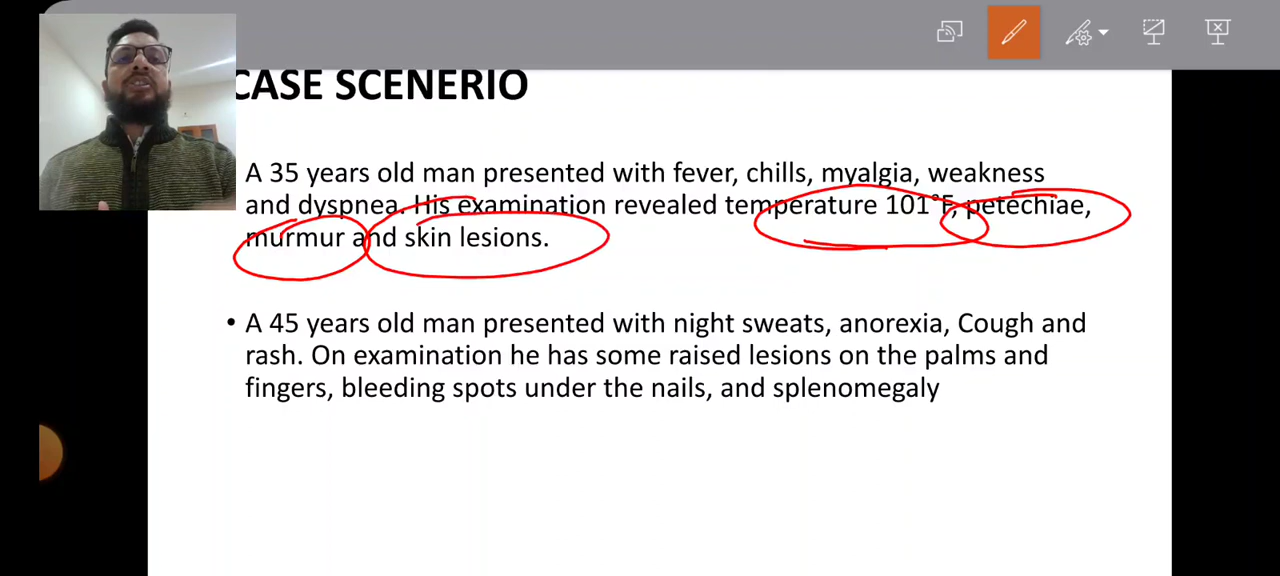 CASE SCENERIO
A 35 years old man presented with fever, chills, myalgia, weakness
and dyspnea. His examination revealed temperature 101°F, petechiae,
murmur and skin lesions.
• A 45 years old man presented with night sweats, anorexia, Cough and
rash. On examination he has some raised lesions on the palms and
fingers, bleeding spots under the nails, and splenomegaly